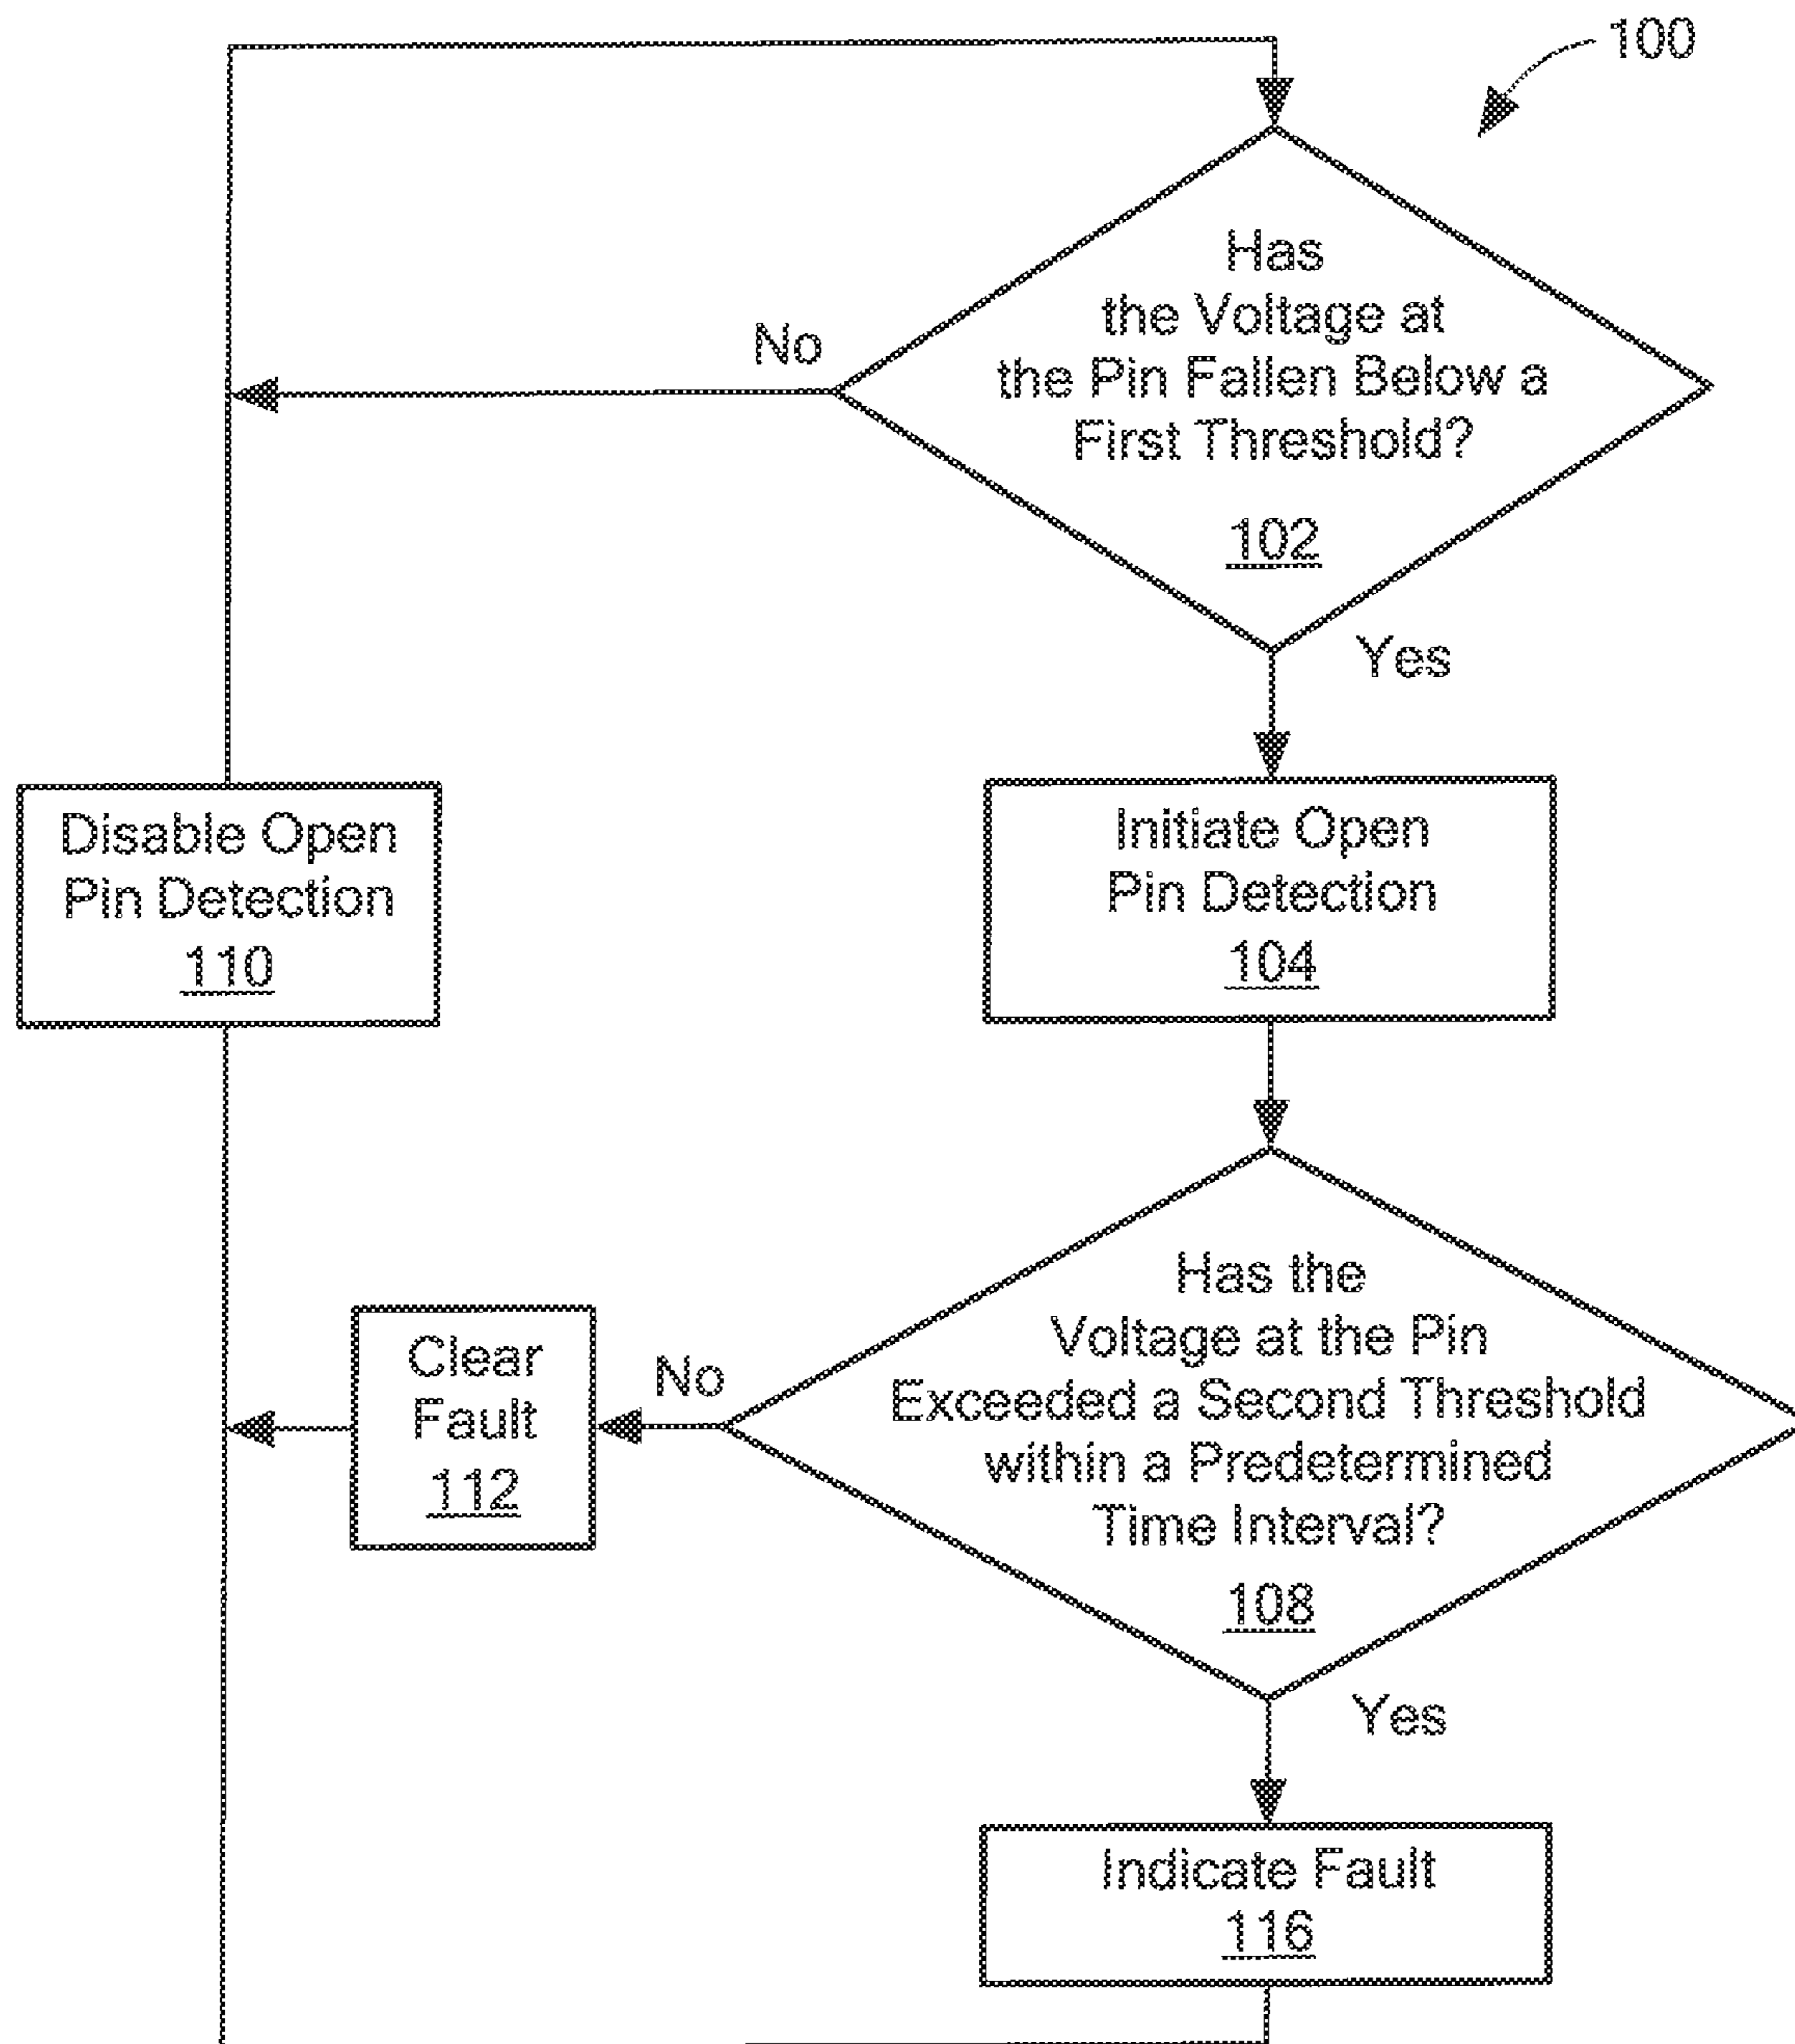 100
Has
the Voltage at
the Pin Fallen Below a
First Threshold?
102
No
Yes
Disable Open
Pin Detection
110
Initiate Open
Pin Detection
104
Has the
Voltage at the Pin
Exceeded a Second Threshold
within a Predetermined
Time Interval?
108
No
Clear
Fault
112
Yes
Indicate Fault
116